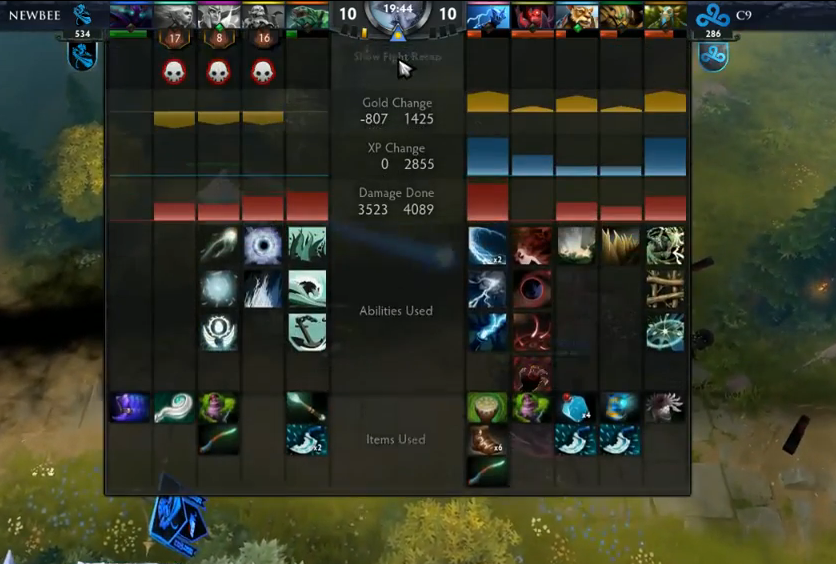 NEWBEE
10
19:44
10
C9
534
286
17
8
16
Show Fight Recap
Gold Change
-807 1425
XP Change
0 2855
Damage Done
3523 4089
x2
Abilities Used
x4
Items Used
x2
x6